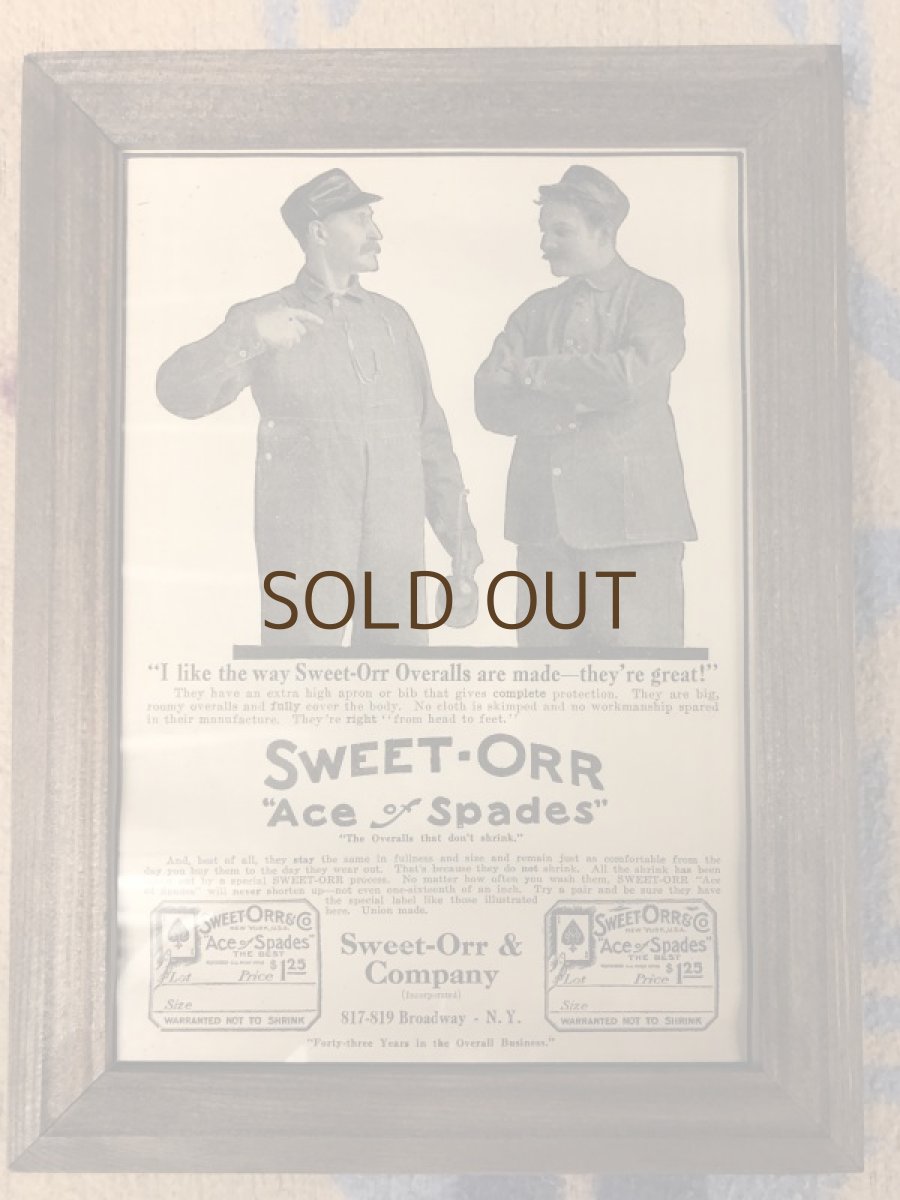 SOLD OUT
"I like the way Sweet-Orr Overalls are made—they're great!"
They have an extra high apron or bib that gives complete protection. They are big,
roomy overalls and fully cover the body. No cloth is skimped and no workmanship spared
in their manufacture. They're right "from head to feet."
SWEET-ORR
"Ace of Spades"
"The Overalls that don't shrink."
And, best of all, they stay the same in fullness and size and remain just as comfortable from the
day you buy them to the day they wear out. That's because they do not shrink. All the shrink has been
out by a special SWEET-ORR process. No matter how often you wash them, SWEET-ORR "Ace
of Spades" will never shorten up—not even one-sixteenth of an inch. Try a pair and be sure they have
the special label like those illustrated
here. Union made.
SWEET-ORR & CO
NEW YORK, U.S.A.
"Ace of Spades"
THE BEST
$1.25
Lot Price
Size
WARRANTED NOT TO SHRINK
Sweet-Orr &
Company
(Incorporated)
817-819 Broadway - N. Y.
SWEET-ORR & CO
NEW YORK, U.S.A.
"Ace of Spades"
THE BEST
$1.25
Lot Price
Size
WARRANTED NOT TO SHRINK
"Forty-three Years in the Overall Business."